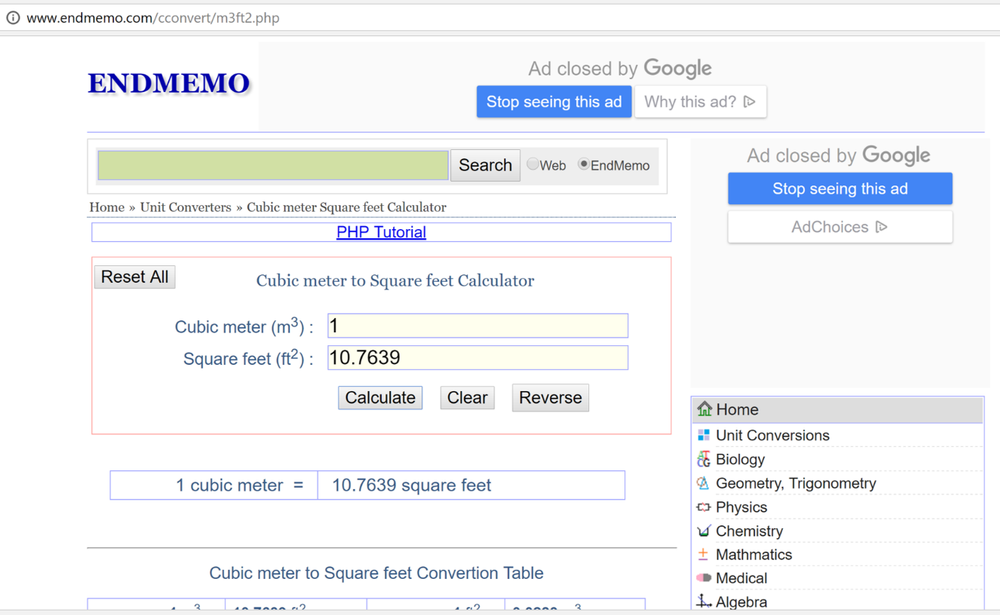 www.endmemo.com/cconvert/m3ft2.php
ENDMEMO
Ad closed by Google
Stop seeing this ad
Why this ad?
Search
Web
EndMemo
Home » Unit Converters » Cubic meter Square feet Calculator
PHP Tutorial
Reset All
Cubic meter to Square feet Calculator
Cubic meter (m³) : 1
Square feet (ft²) : 10.7639
Calculate
Clear
Reverse
1 cubic meter = 10.7639 square feet
Cubic meter to Square feet Convertion Table
Ad closed by Google
Stop seeing this ad
AdChoices
Home
Unit Conversions
Biology
Geometry, Trigonometry
Physics
Chemistry
Mathmatics
Medical
Algebra